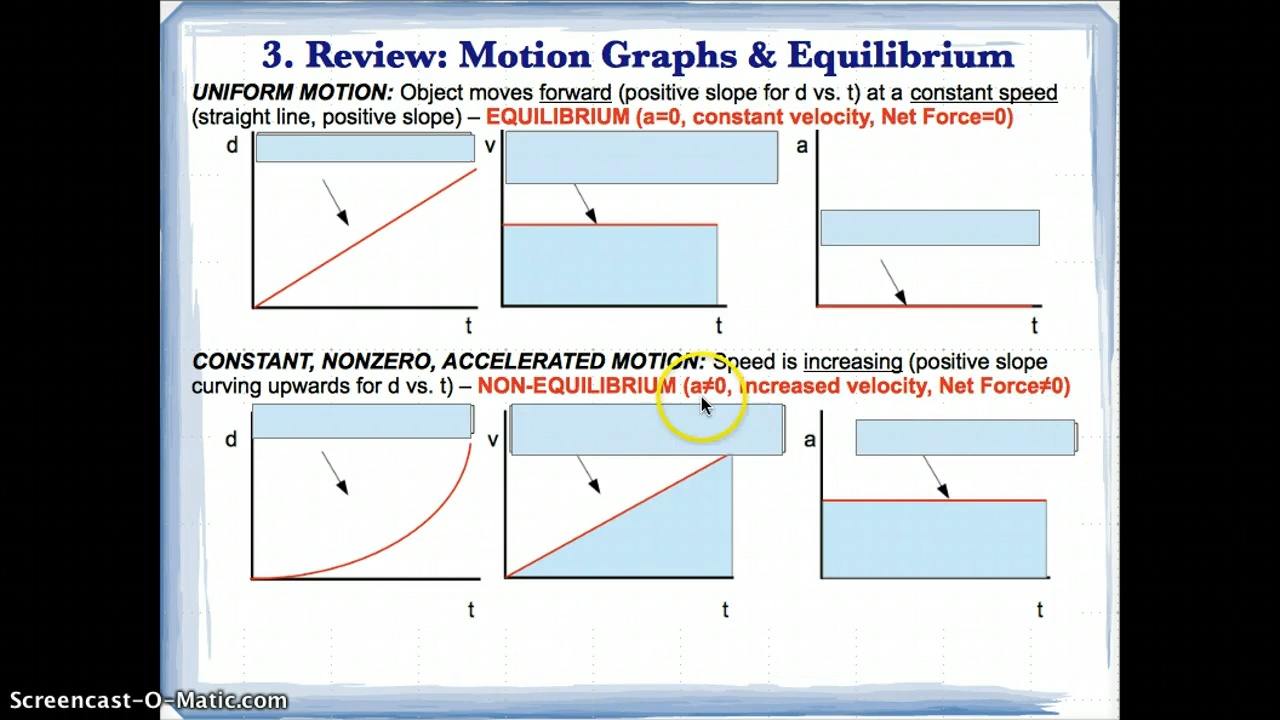 3. Review: Motion Graphs & Equilibrium
UNIFORM MOTION: Object moves forward (positive slope for d vs. t) at a constant speed
(straight line, positive slope) – EQUILIBRIUM (a=0, constant velocity, Net Force=0)
d v a
t t t
CONSTANT, NONZERO, ACCELERATED MOTION: Speed is increasing (positive slope
curving upwards for d vs. t) – NON-EQUILIBRIUM (a≠0, increased velocity, Net Force≠0)
d v a
t t t
Screencast-O-Matic.com